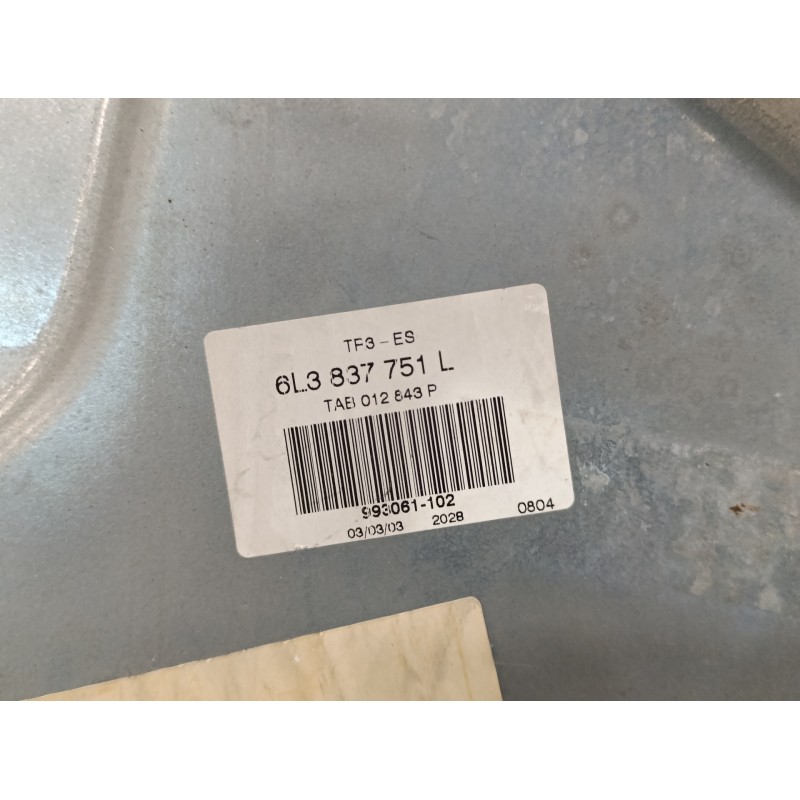 TF3-ES
6L3 837 751 L
TAB 012 843 P
993061-102
03/03/03 2028 0804